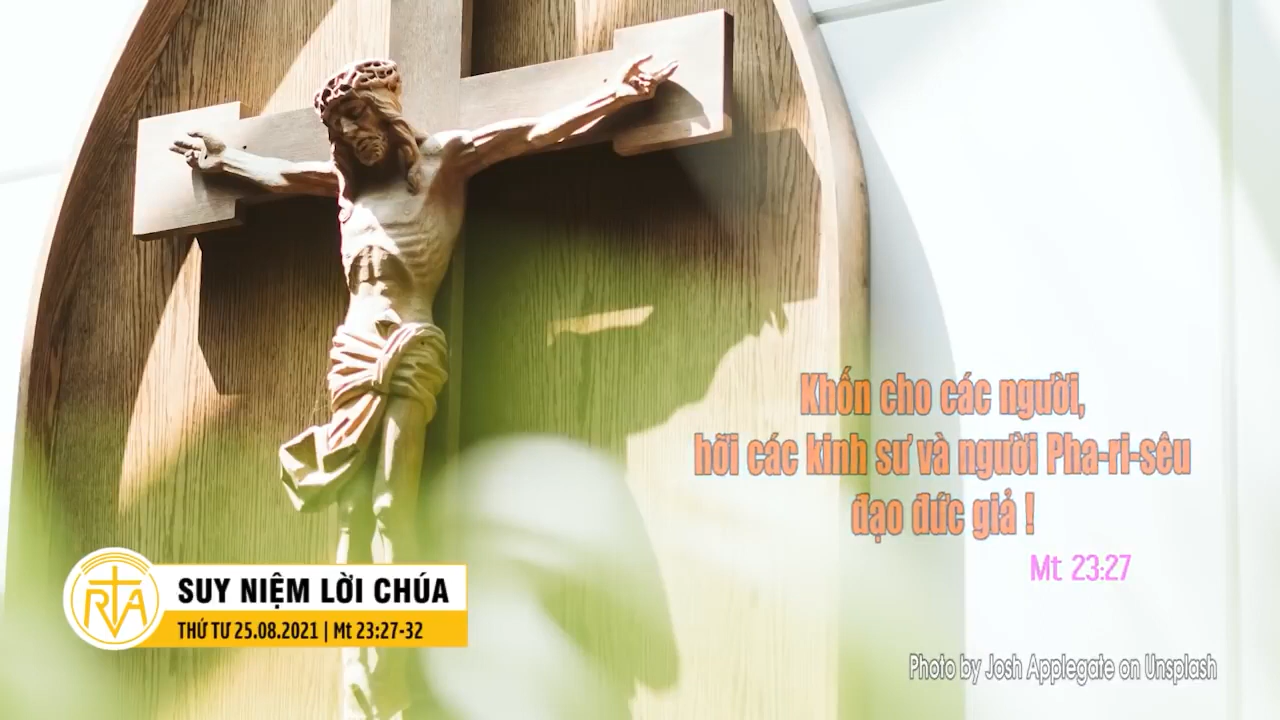 Khốn cho các người,
hỡi các kinh sư và người Pha-ri-sêu
đạo đức giả !
Mt 23:27
RVA
SUY NIỆM LỜI CHÚA
THỨ TƯ 25.08.2021 | Mt 23:27-32
Photo by Josh Applegate on Unsplash